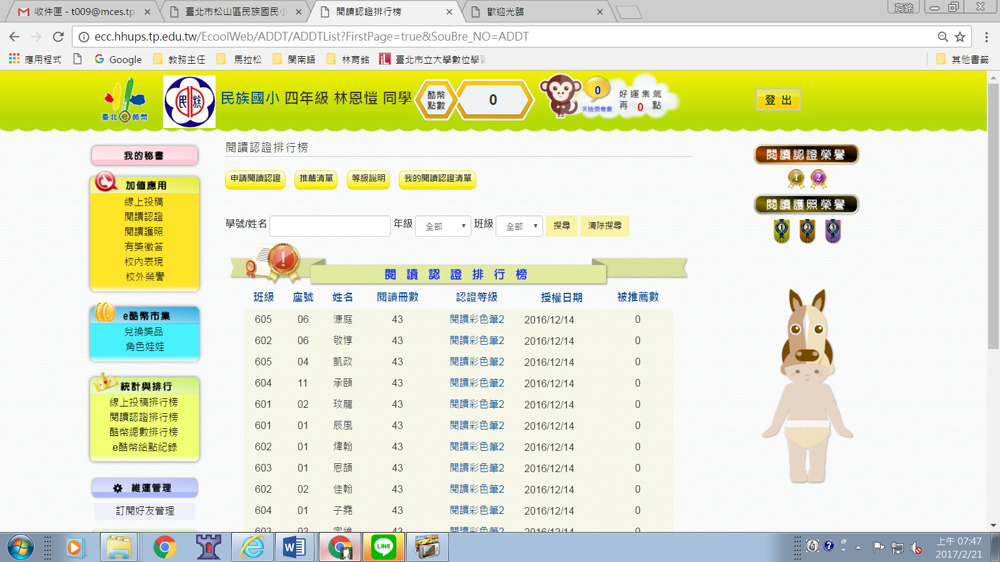 收件匣 - t009@mces.tp.
臺北市松山區民族國民小
閱讀認證排行榜
歡迎光臨
育銘
ecc.hhups.tp.edu.tw/EcoolWeb/ADDT/ADDTList?FirstPage=true&SouBre_NO=ADDT
應用程式 Google 教務主任 馬拉松 閩南語 林育銘 臺北市立大學數位學習 其他書籤
臺北e酷幣
民族
民族國小 四年級 林恩愷 同學
酷幣點數 0
0 次抽獎機會
好運集氣
再 0 點
登出
我的秘書
加值應用
線上投稿
閱讀認證
閱讀護照
有獎徵答
校內表現
校外榮譽
e酷幣市集
兌換獎品
角色娃娃
統計與排行
線上投稿排行榜
閱讀認證排行榜
酷幣總數排行榜
e酷幣給點紀錄
維運管理
訂閱好友管理
閱讀認證排行榜
申請閱讀認證 推薦清單 等級說明 我的閱讀認證清單
學號/姓名 年級 全部 班級 全部 搜尋 清除搜尋
閱讀認證排行榜
班級 座號 姓名 閱讀冊數 認證等級 授權日期 被推薦數
605 06 溓庭 43 閱讀彩色筆2 2016/12/14 0
602 06 敬惇 43 閱讀彩色筆2 2016/12/14 0
605 04 凱政 43 閱讀彩色筆2 2016/12/14 0
604 11 承頤 43 閱讀彩色筆2 2016/12/14 0
601 02 玟龍 43 閱讀彩色筆2 2016/12/14 0
601 01 辰風 43 閱讀彩色筆2 2016/12/14 0
602 01 煒翰 43 閱讀彩色筆2 2016/12/14 0
603 01 恩頡 43 閱讀彩色筆2 2016/12/14 0
602 02 佳翰 43 閱讀彩色筆2 2016/12/14 0
604 01 子堯 43 閱讀彩色筆2 2016/12/14 0
603 03 43 閱讀彩色筆2 2016/12/14 0
閱讀認證榮譽
1 2
閱讀護照榮譽
1 2 3
LINE
上午 07:47
2017/2/21